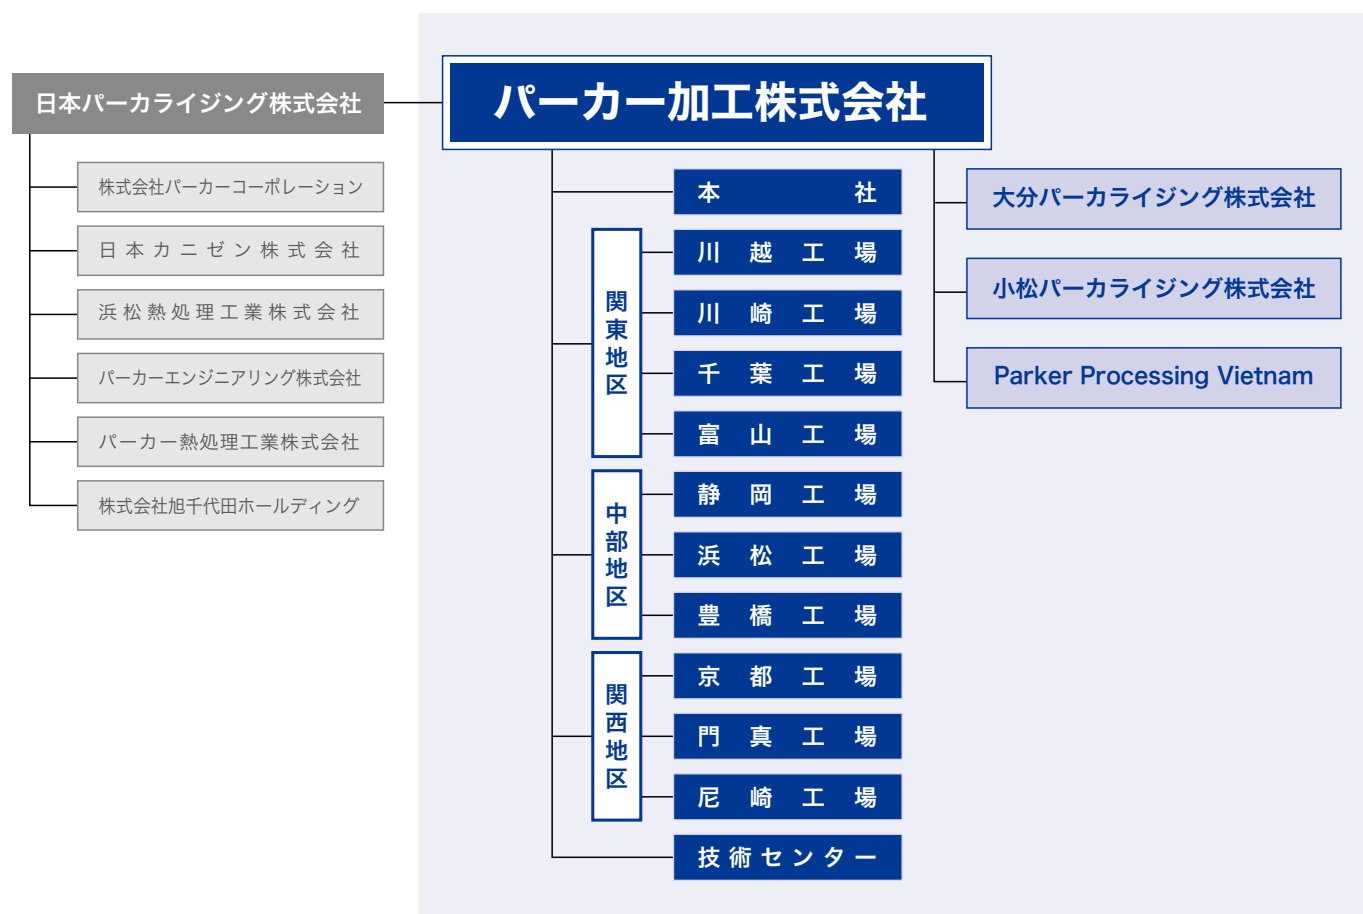 日本パーカライジング株式会社
株式会社パーカーコーポレーション
日本カニゼン株式会社
浜松熱処理工業株式会社
パーカーエンジニアリング株式会社
パーカー熱処理工業株式会社
株式会社旭千代田ホールディング
パーカー加工株式会社
本社
関東地区
川越工場
川崎工場
千葉工場
富山工場
中部地区
静岡工場
浜松工場
豊橋工場
関西地区
京都工場
門真工場
尼崎工場
技術センター
大分パーカライジング株式会社
小松パーカライジング株式会社
Parker Processing Vietnam